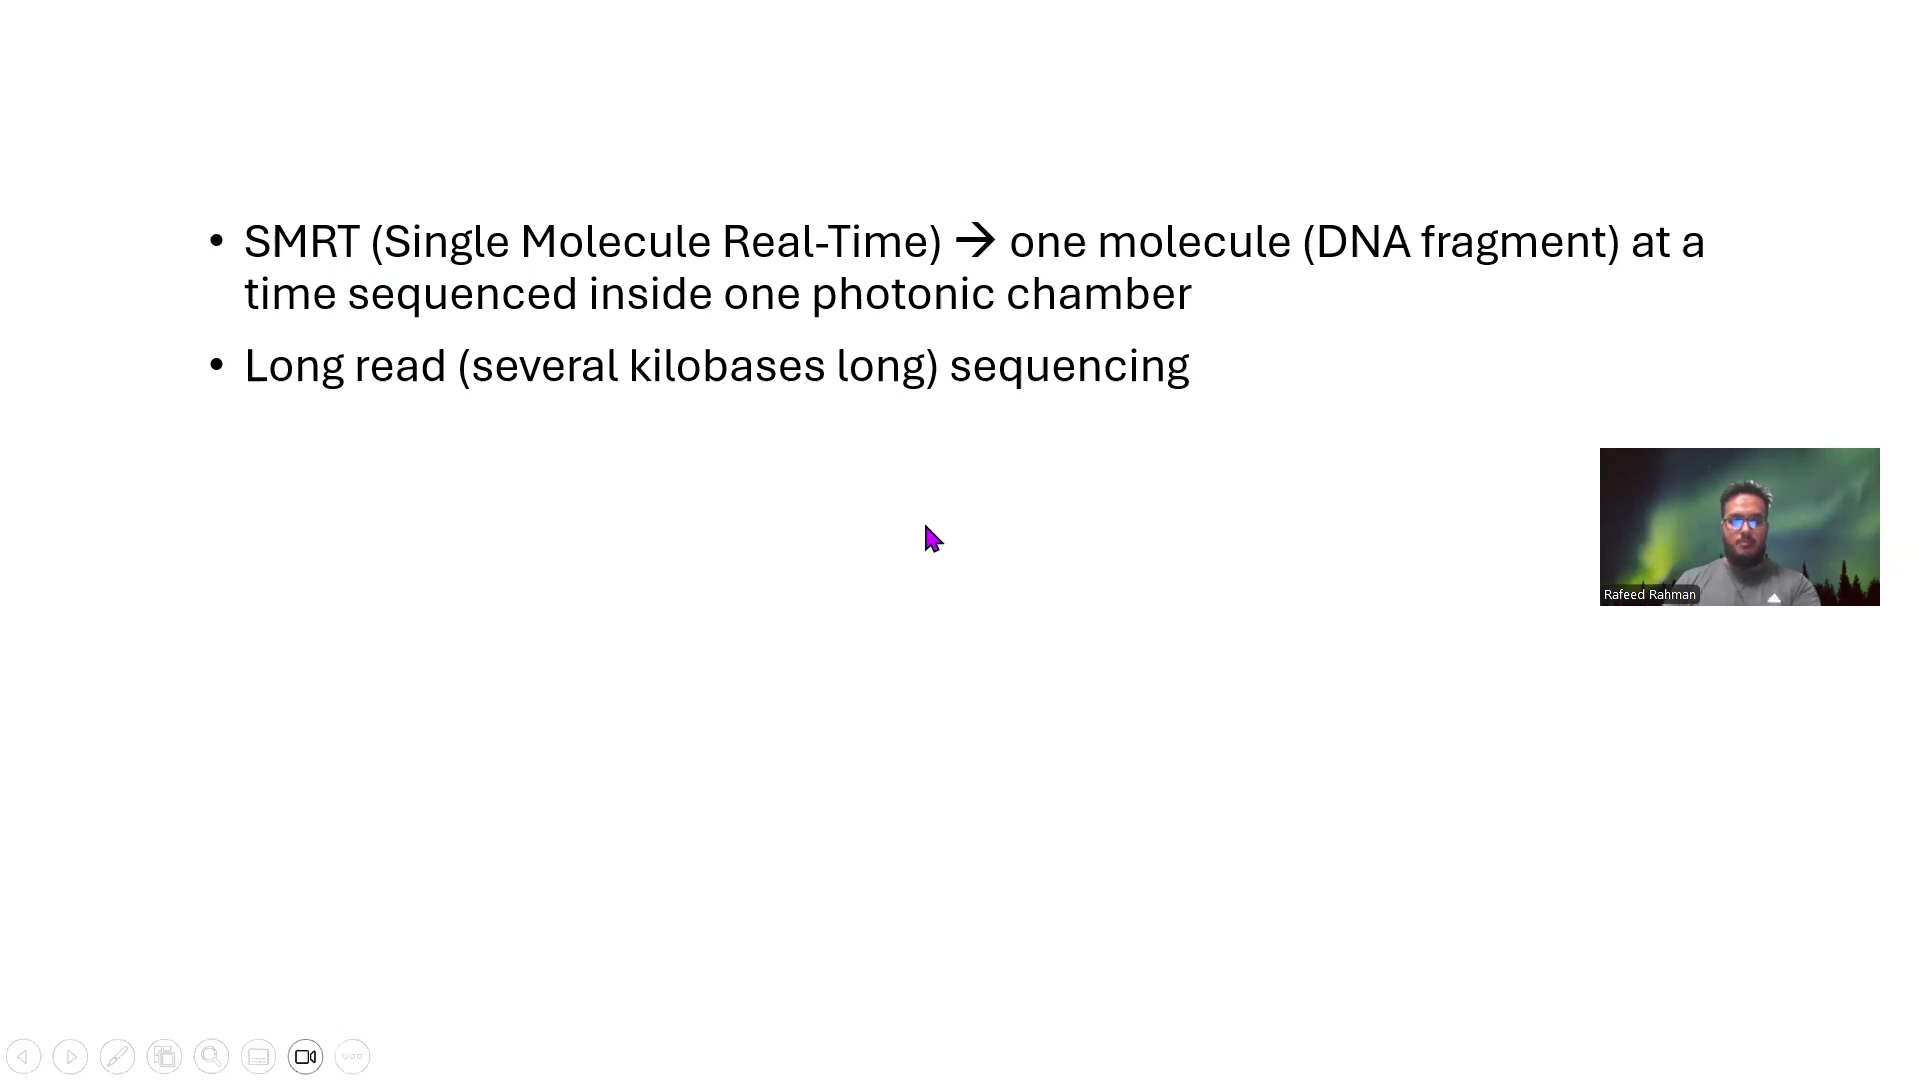 • SMRT (Single Molecule Real-Time) → one molecule (DNA fragment) at a
time sequenced inside one photonic chamber
• Long read (several kilobases long) sequencing
Rafeed Rahman